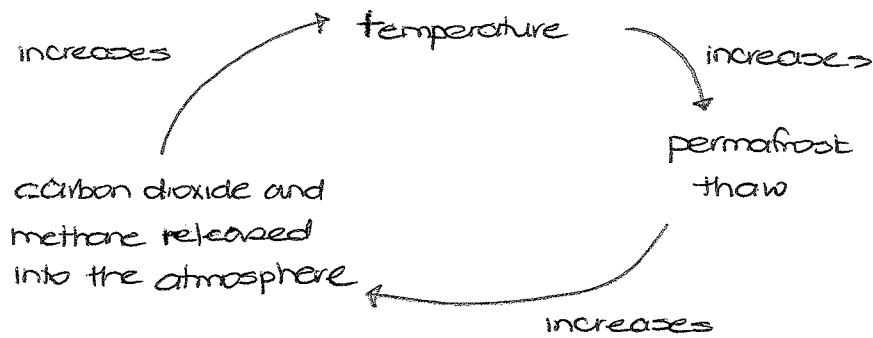 temperature
increases
increases
permafrost
thaw
carbon dioxide and
methane released
into the atmosphere
increases